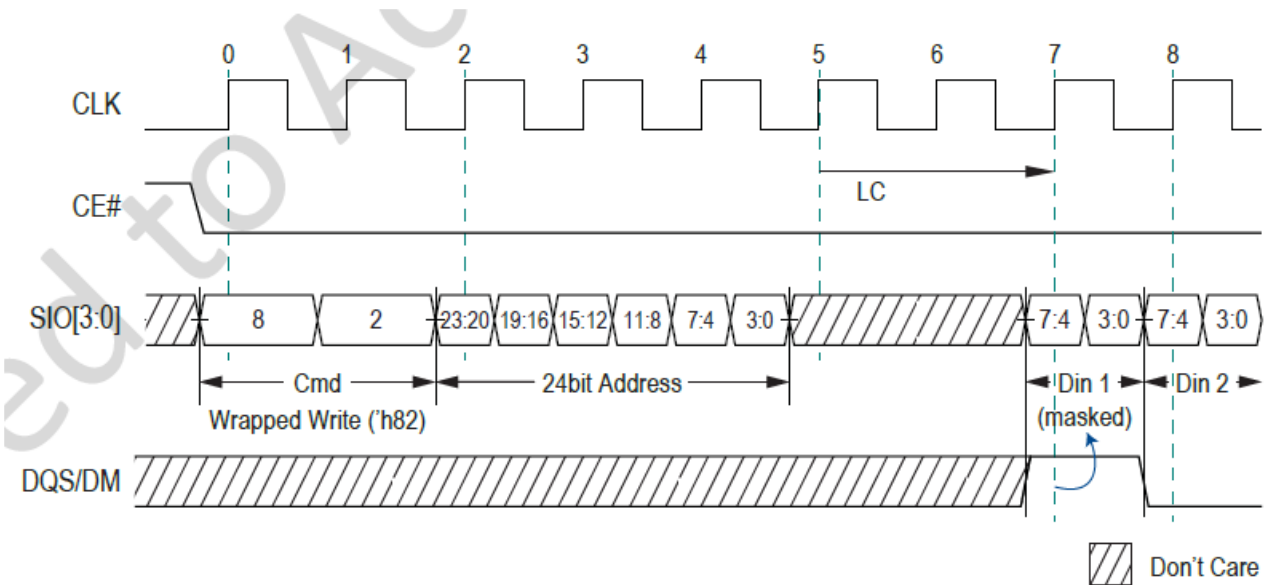 0 1 2 3 4 5 6 7 8
CLK
LC
CE#
SIO[3:0] 8 2 23:20 19:16 15:12 11:8 7:4 3:0 7:4 3:0 7:4 3:0
Cmd 24bit Address Din 1 Din 2
Wrapped Write ('h82) (masked)
DQS/DM
Don't Care